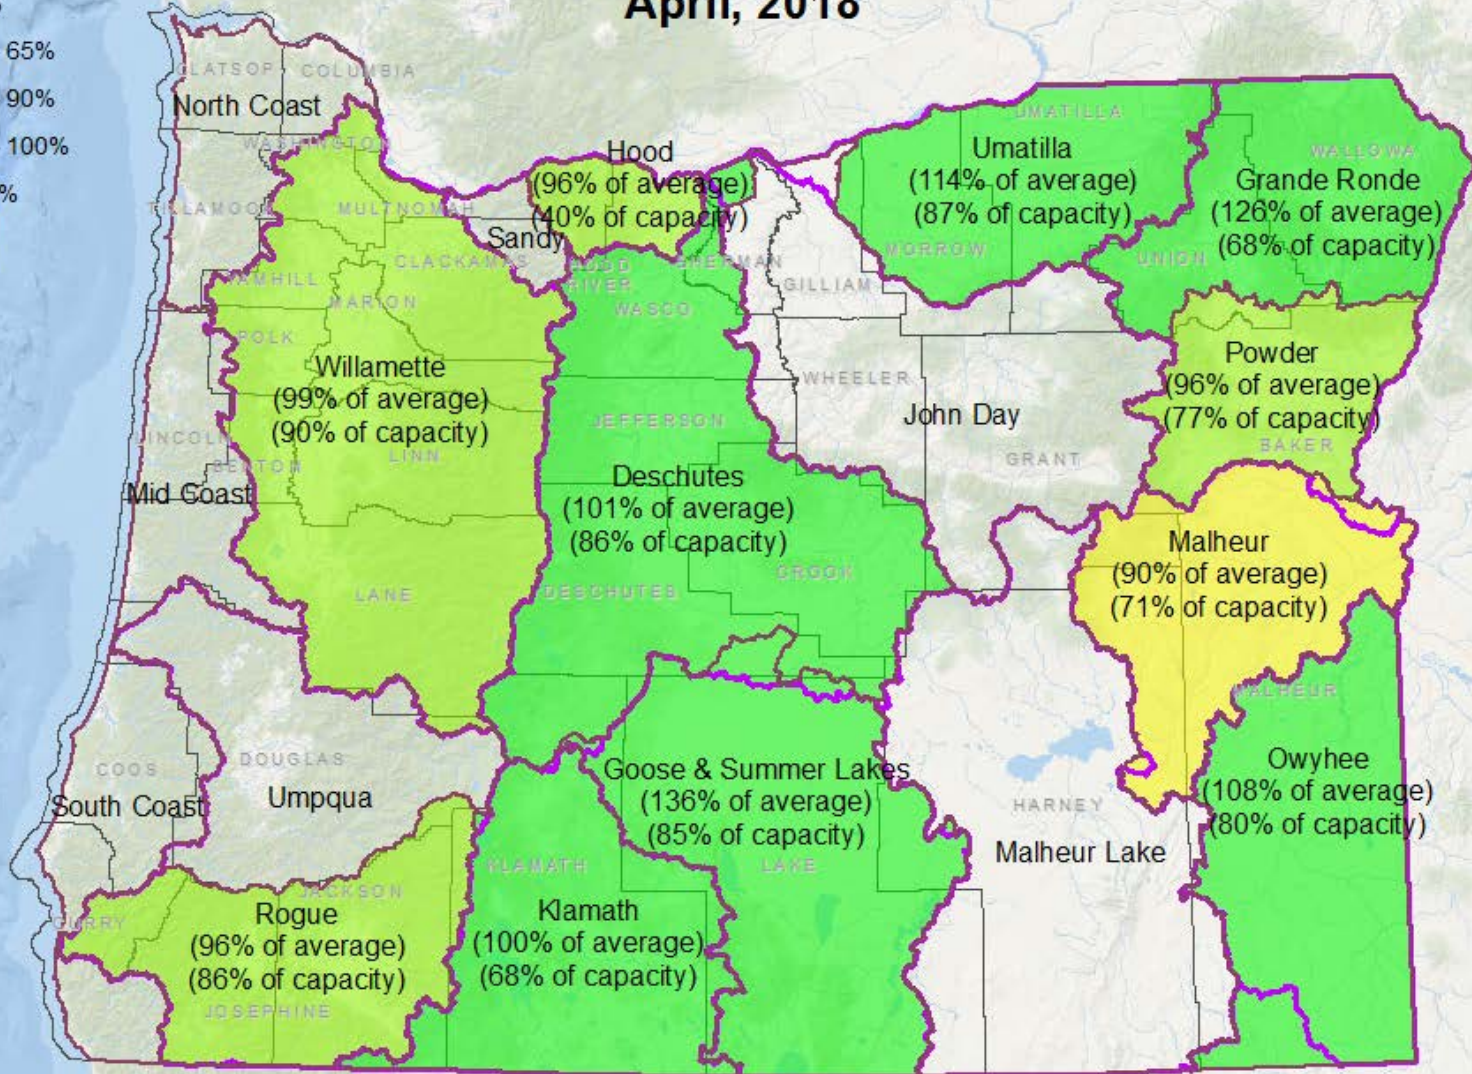 April, 2018
65%
90%
100%
%
CLATSOP
COLUMBIA
North Coast
WASHINGTON
TILLAMOOK
MULTNOMAH
Hood
(96% of average)
(40% of capacity)
Sandy
HOOD
RIVER
SHERMAN
WASCO
GILLIAM
UMATILLA
Umatilla
(114% of average)
(87% of capacity)
MORROW
WALLOWA
Grande Ronde
(126% of average)
(68% of capacity)
UNION
YAMHILL
CLACKAMAS
MARION
POLK
Willamette
(99% of average)
(90% of capacity)
LINCOLN
BENTON
LINN
Mid Coast
LANE
JEFFERSON
Deschutes
(101% of average)
(86% of capacity)
CROOK
DESCHUTES
WHEELER
John Day
GRANT
Powder
(96% of average)
(77% of capacity)
BAKER
Malheur
(90% of average)
(71% of capacity)
MALHEUR
Owyhee
(108% of average)
(80% of capacity)
COOS
South Coast
DOUGLAS
Umpqua
Goose & Summer Lakes
(136% of average)
(85% of capacity)
LAKE
HARNEY
Malheur Lake
CURRY
JACKSON
Rogue
(96% of average)
(86% of capacity)
JOSEPHINE
KLAMATH
Klamath
(100% of average)
(68% of capacity)